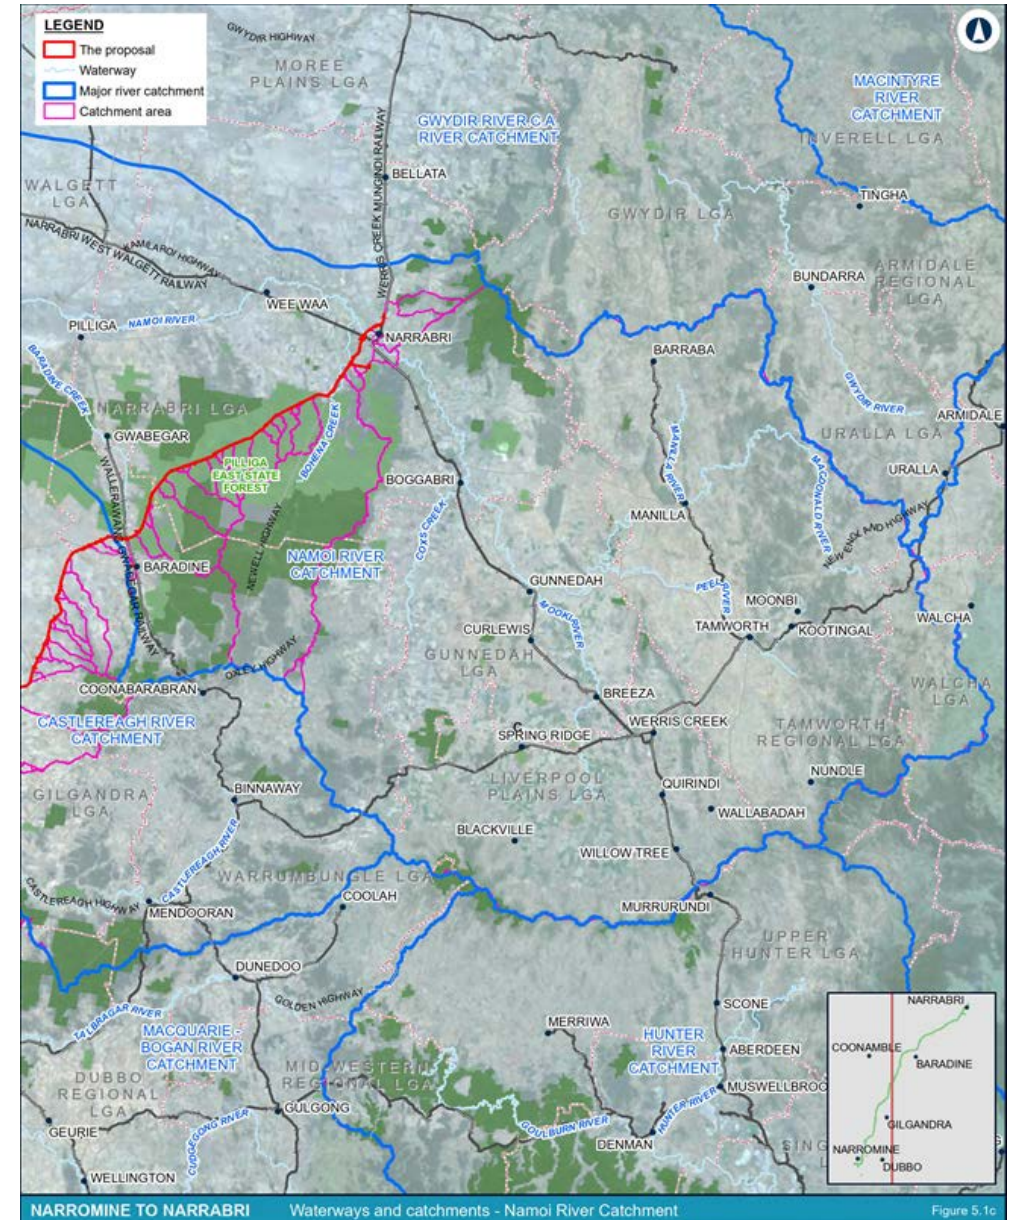 LEGEND
The proposal
Waterway
Major river catchment
Catchment area
GWYDIR HIGHWAY
MOREE
PLAINS LGA
MACINTYRE
RIVER
CATCHMENT
GWYDIR RIVER C.A
RIVER CATCHMENT
INVERELL LGA
WERRIS CREEK MUNGINDI RAILWAY
BELLATA
WALGETT
LGA
TINGHA
GWYDIR LGA
NARRABRI WEST WALGETT RAILWAY
KAMILAROI HIGHWAY
BUNDARRA
ARMIDALE
REGIONAL
LGA
WEE WAA
PILLIGA
NAMOI RIVER
NARRABRI
BARRABA
BARADINE CREEK
GWYDIR RIVER
NARRABRI LGA
ARMIDALE
GWABEGAR
BOHENA CREEK
MANILLA RIVER
URALLA LGA
PILLIGA
EAST STATE
FOREST
MACDONALD RIVER
URALLA
BOGGABRI
WALLERAWANG GWABEGAR RAILWAY
COXS CREEK
MANILLA
NEW ENGLAND HIGHWAY
NEWELL HIGHWAY
NAMOI RIVER
CATCHMENT
BARADINE
GUNNEDAH
PEEL RIVER
MOONBI
MOOKI RIVER
CURLEWIS
TAMWORTH
KOOTINGAL
WALCHA
GUNNEDAH
LGA
OXLEY HIGHWAY
COONABARABRAN
BREEZA
WALCHA
LGA
CASTLEREAGH RIVER
CATCHMENT
C
SPRING RIDGE
WERRIS CREEK
TAMWORTH
REGIONAL LGA
GILGANDRA
LGA
BINNAWAY
LIVERPOOL
PLAINS LGA
QUIRINDI
NUNDLE
WALLABADAH
BLACKVILLE
WILLOW TREE
CASTLEREAGH RIVER
WARRUMBUNGLE LGA
CASTLEREAGH HIGHWAY
MENDOORAN
COOLAH
MURRURUNDI
UPPER
HUNTER LGA
DUNEDOO
GOLDEN HIGHWAY
TALBRAGAR RIVER
SCONE
MERRIWA
MACQUARIE -
BOGAN RIVER
CATCHMENT
HUNTER
RIVER
CATCHMENT
ABERDEEN
MID-WESTERN
REGIONAL LGA
DUBBO
REGIONAL
LGA
MUSWELLBROO
GULGONG
GOULBURN RIVER
HUNTER RIVER
GEURIE
CUDGEGONG RIVER
DENMAN
SING
L
G
WELLINGTON
NARRABRI
COONAMBLE
BARADINE
GILGANDRA
NARROMINE
DUBBO
NARROMINE TO NARRABRI
Waterways and catchments - Namoi River Catchment
Figure 5.1c